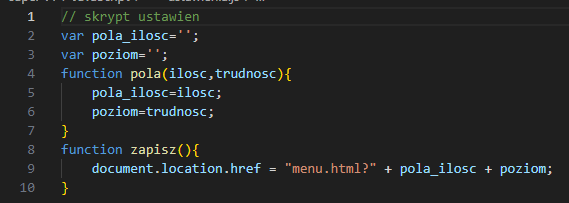 1 // skrypt ustawien
2 var pola_ilosc='';
3 var poziom='';
4 function pola(ilosc,trudnosc){
5 pola_ilosc=ilosc;
6 poziom=trudnosc;
7 }
8 function zapisz(){
9 document.location.href = "menu.html?" + pola_ilosc + poziom;
10 }